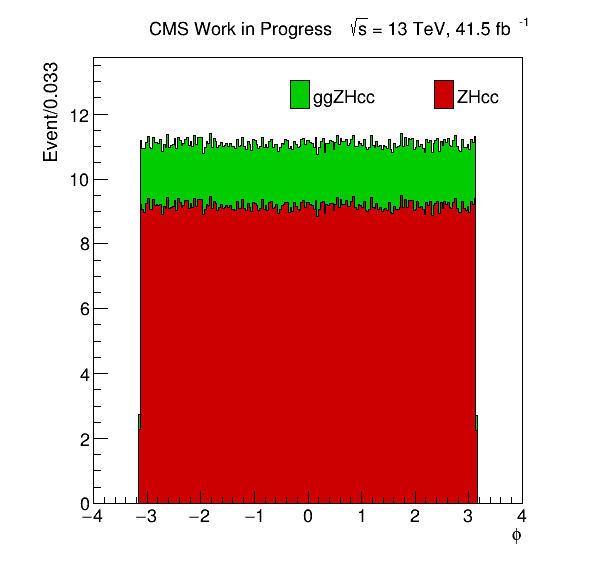 CMS Work in Progress √s = 13 TeV, 41.5 fb⁻¹
Event/0.033
ggZHcc ZHcc
12
10
8
6
4
2
0
−4 −3 −2 −1 0 1 2 3 4
ϕ